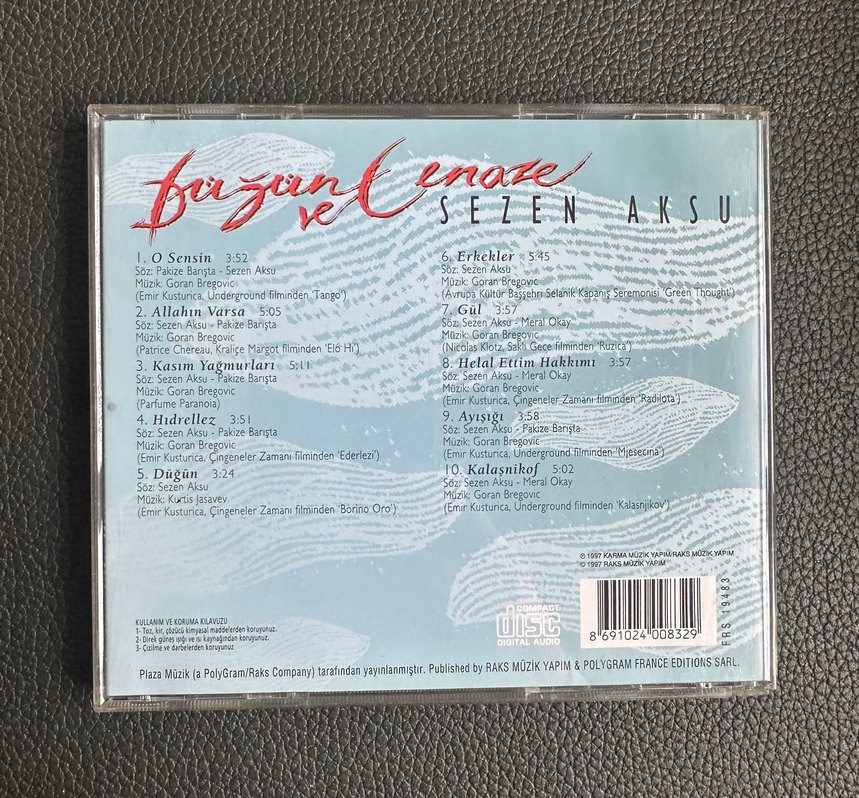 Düğün ve Cenaze
SEZEN AKSU
1. O Sensin 3:52
Söz: Pakize Barışta - Sezen Aksu
Müzik: Goran Bregovic
(Emir Kusturica, Underground filminden 'Tango')
2. Allahın Varsa 5:05
Söz: Sezen Aksu - Pakize Barışta
Müzik: Goran Bregovic
(Patrice Chereau, Kraliçe Margot filminden 'Elo Hi')
3. Kasım Yağmurları 5:11
Söz: Sezen Aksu - Pakize Barışta
Müzik: Goran Bregovic
(Parfume Paranoia)
4. Hıdrellez 3:51
Söz: Sezen Aksu - Pakize Barışta
Müzik: Goran Bregovic
(Emir Kusturica, Çingeneler Zamanı filminden 'Ederlezi')
5. Düğün 3:24
Söz: Sezen Aksu
Müzik: Kurtis Jasavev
(Emir Kusturica, Çingeneler Zamanı filminden 'Borino Oro')
6. Erkekler 5:45
Söz: Sezen Aksu
Müzik: Goran Bregovic
(Avrupa Kültür Başşehri Selanik Kapanış Seremonisi 'Green Thought')
7. Gül 3:57
Söz: Sezen Aksu - Meral Okay
Müzik: Goran Bregovic
(Nicolas Klotz, Saklı Gece filminden 'Ruzica')
8. Helal Ettim Hakkımı 3:57
Söz: Sezen Aksu - Meral Okay
Müzik: Goran Bregovic
(Emir Kusturica, Çingeneler Zamanı filminden 'Radilota')
9. Ayışığı 3:58
Söz: Sezen Aksu - Pakize Barışta
Müzik: Goran Bregovic
(Emir Kusturica, Underground filminden 'Mjesecina')
10. Kalaşnikof 5:02
Söz: Sezen Aksu - Meral Okay
Müzik: Goran Bregovic
(Emir Kusturica, Underground filminden 'Kalasnjikov')
℗ 1997 KARMA MÜZİK YAPIM/RAKS MÜZİK YAPIM
© 1997 RAKS MÜZİK YAPIM
COMPACT
disc
DIGITAL AUDIO
8 691024 008329
FRS 19483
KULLANIM VE KORUMA KILAVUZU
1- Toz, kir, çözücü kimyasal maddelerden koruyunuz.
2- Direk güneş ışığı ve ısı kaynağından koruyunuz.
3- Çizilme ve darbelerden koruyunuz
Plaza Müzik (a PolyGram/Raks Company) tarafından yayınlanmıştır. Published by RAKS MÜZİK YAPIM & POLYGRAM FRANCE EDITIONS SARL.